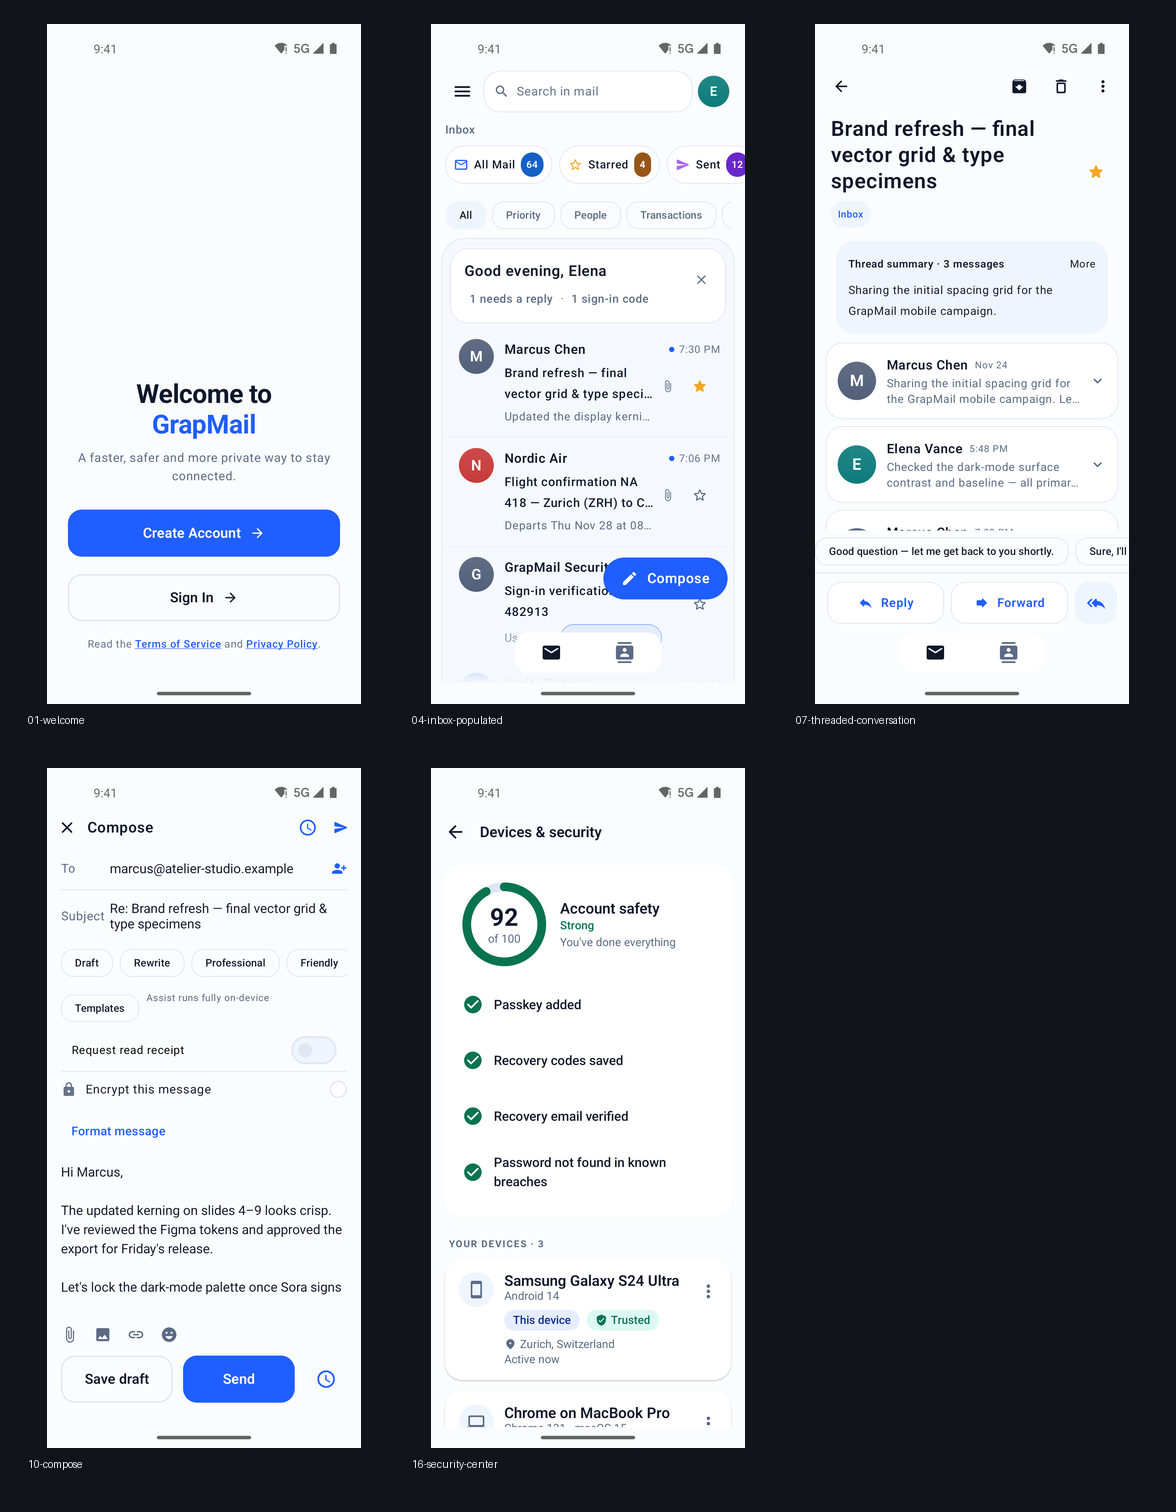 9:41
5G
Welcome to
GrapMail
A faster, safer and more private way to stay
connected.
Create Account
Sign In
Read the Terms of Service and Privacy Policy.
01-welcome
9:41
5G
Search in mail
E
Inbox
All Mail 64
Starred 4
Sent 12
All
Priority
People
Transactions
Good evening, Elena
1 needs a reply · 1 sign-in code
M
Marcus Chen
7:30 PM
Brand refresh — final
vector grid & type speci…
Updated the display kerni…
N
Nordic Air
7:06 PM
Flight confirmation NA
418 — Zurich (ZRH) to C…
Departs Thu Nov 28 at 08…
G
GrapMail Securit
Sign-in verificatio
482913
Us
Compose
04-inbox-populated
9:41
5G
Brand refresh — final
vector grid & type
specimens
Inbox
Thread summary · 3 messages
More
Sharing the initial spacing grid for the
GrapMail mobile campaign.
M
Marcus Chen Nov 24
Sharing the initial spacing grid for
the GrapMail mobile campaign. Le…
E
Elena Vance 5:48 PM
Checked the dark-mode surface
contrast and baseline — all primar…
Marcus Chen 7:30 PM
Good question — let me get back to you shortly.
Sure, I'll
Reply
Forward
07-threaded-conversation
9:41
5G
Compose
To
marcus@atelier-studio.example
Subject
Re: Brand refresh — final vector grid &
type specimens
Draft
Rewrite
Professional
Friendly
Templates
Assist runs fully on-device
Request read receipt
Encrypt this message
Format message
Hi Marcus,
The updated kerning on slides 4–9 looks crisp.
I've reviewed the Figma tokens and approved the
export for Friday's release.
Let's lock the dark-mode palette once Sora signs
Save draft
Send
10-compose
9:41
5G
Devices & security
92
of 100
Account safety
Strong
You've done everything
Passkey added
Recovery codes saved
Recovery email verified
Password not found in known
breaches
YOUR DEVICES · 3
Samsung Galaxy S24 Ultra
Android 14
This device
Trusted
Zurich, Switzerland
Active now
Chrome on MacBook Pro
16-security-center